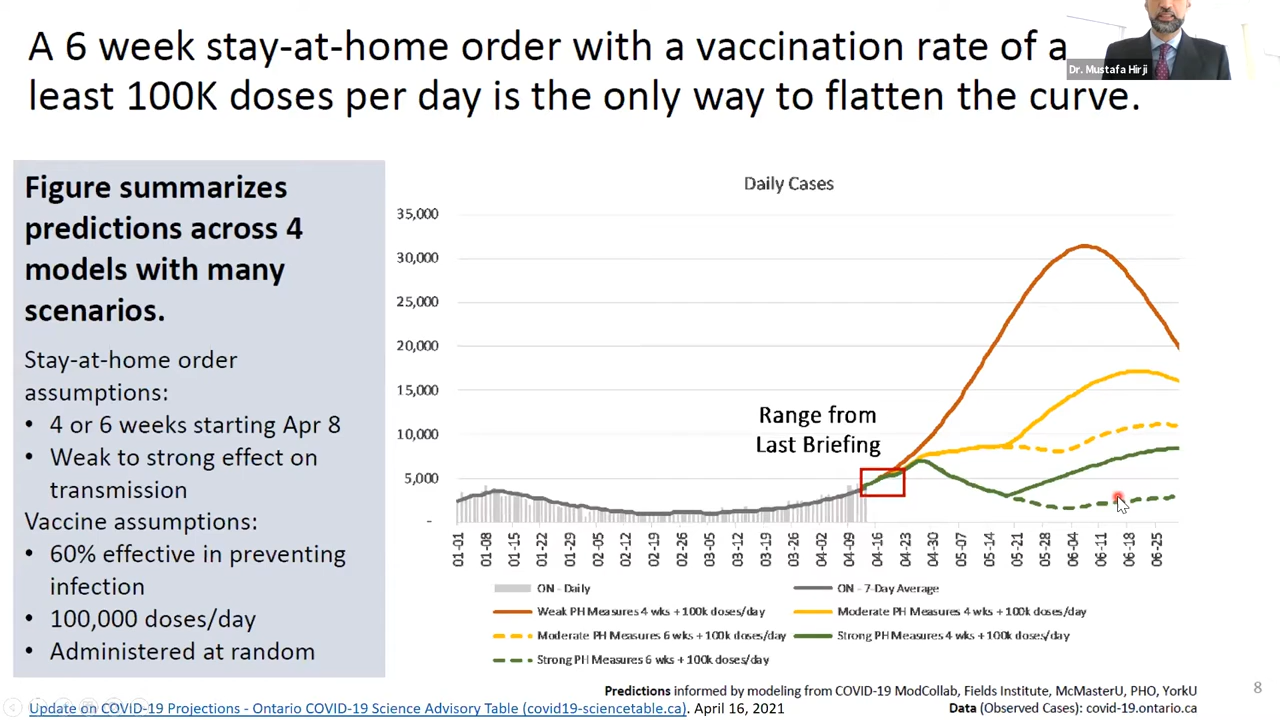 A 6 week stay-at-home order with a vaccination rate of a
least 100K doses per day is the only way to flatten the curve.
Dr. Mustafa Hirji
Figure summarizes
predictions across 4
models with many
scenarios.
Stay-at-home order
assumptions:
• 4 or 6 weeks starting Apr 8
• Weak to strong effect on
transmission
Vaccine assumptions:
• 60% effective in preventing
infection
• 100,000 doses/day
• Administered at random
Daily Cases
35,000
30,000
25,000
20,000
15,000
10,000
5,000
-
Range from
Last Briefing
01-01 01-08 01-15 01-22 01-29 02-05 02-12 02-19 02-26 03-05 03-12 03-19 03-26 04-02 04-09 04-16 04-23 04-30 05-07 05-14 05-21 05-28 06-04 06-11 06-18 06-25
ON - Daily ON - 7-Day Average
Weak PH Measures 4 wks + 100k doses/day Moderate PH Measures 4 wks + 100k doses/day
Moderate PH Measures 6 wks + 100k doses/day Strong PH Measures 4 wks + 100k doses/day
Strong PH Measures 6 wks + 100k doses/day
Predictions informed by modeling from COVID-19 ModCollab, Fields Institute, McMasterU, PHO, YorkU
8
Update on COVID-19 Projections - Ontario COVID-19 Science Advisory Table (covid19-sciencetable.ca). April 16, 2021
Data (Observed Cases): covid-19.ontario.ca